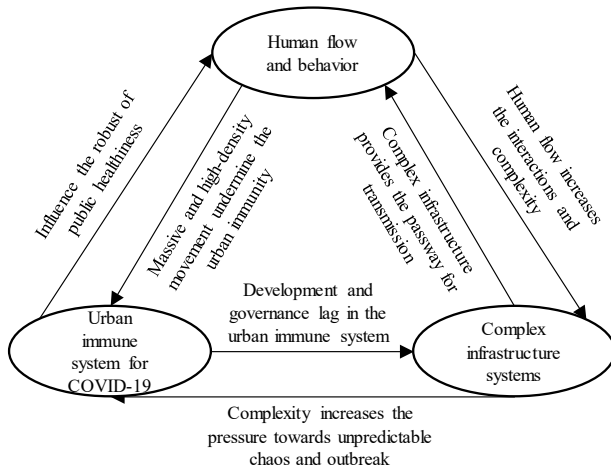 Human flow
and behavior
Influence the robust of
public healthiness
Massive and high-density
movement undermine the
urban immunity
Complex infrastructure
provides the passway for
transmission
Human flow increases
the interactions and
complexity
Urban
immune
system for
COVID-19
Development and
governance lag in the
urban immune system
Complex
infrastructure
systems
Complexity increases the
pressure towards unpredictable
chaos and outbreak